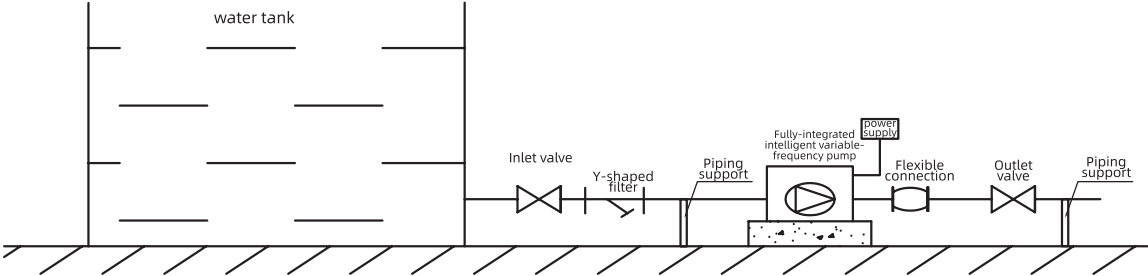 water tank
Inlet valve
Y-shaped
filter
Piping
support
Fully-integrated
intelligent variable-
frequency pump
power
supply
Flexible
connection
Outlet
valve
Piping
support